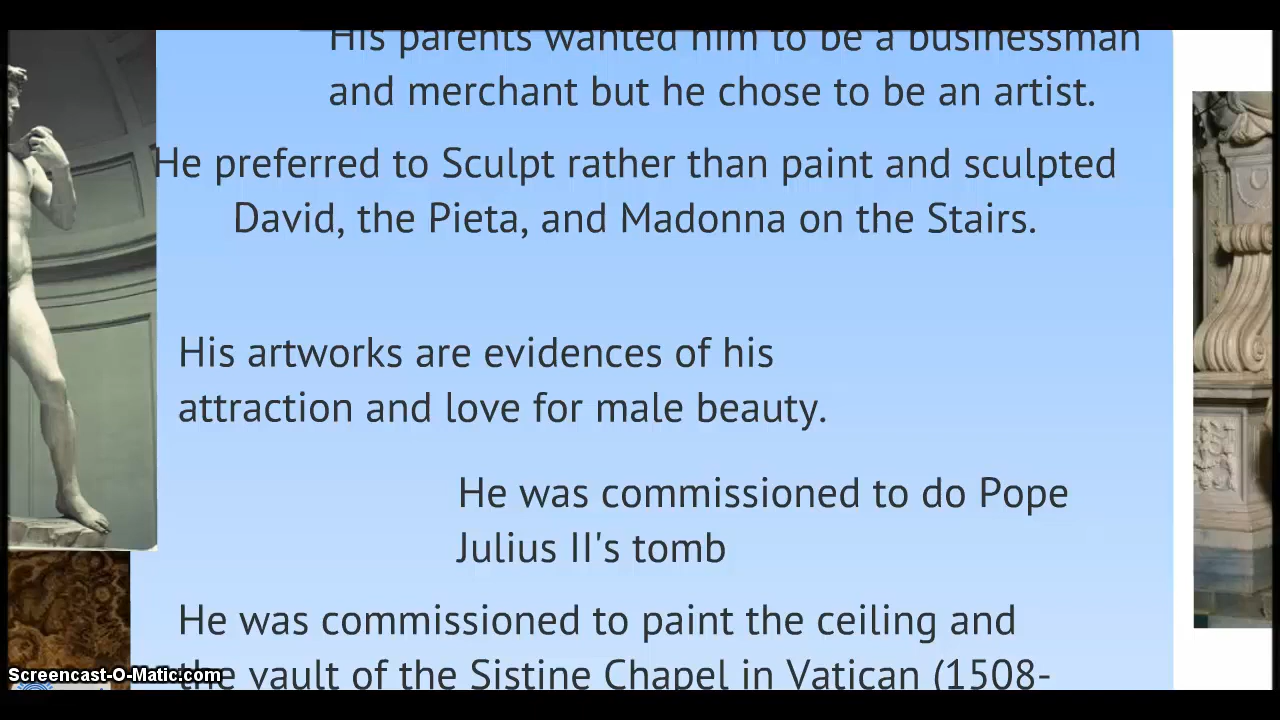 His parents wanted him to be a businessman
and merchant but he chose to be an artist.
He preferred to Sculpt rather than paint and sculpted
David, the Pieta, and Madonna on the Stairs.
His artworks are evidences of his
attraction and love for male beauty.
He was commissioned to do Pope
Julius II's tomb
He was commissioned to paint the ceiling and
the vault of the Sistine Chapel in Vatican (1508-
Screencast-O-Matic.com